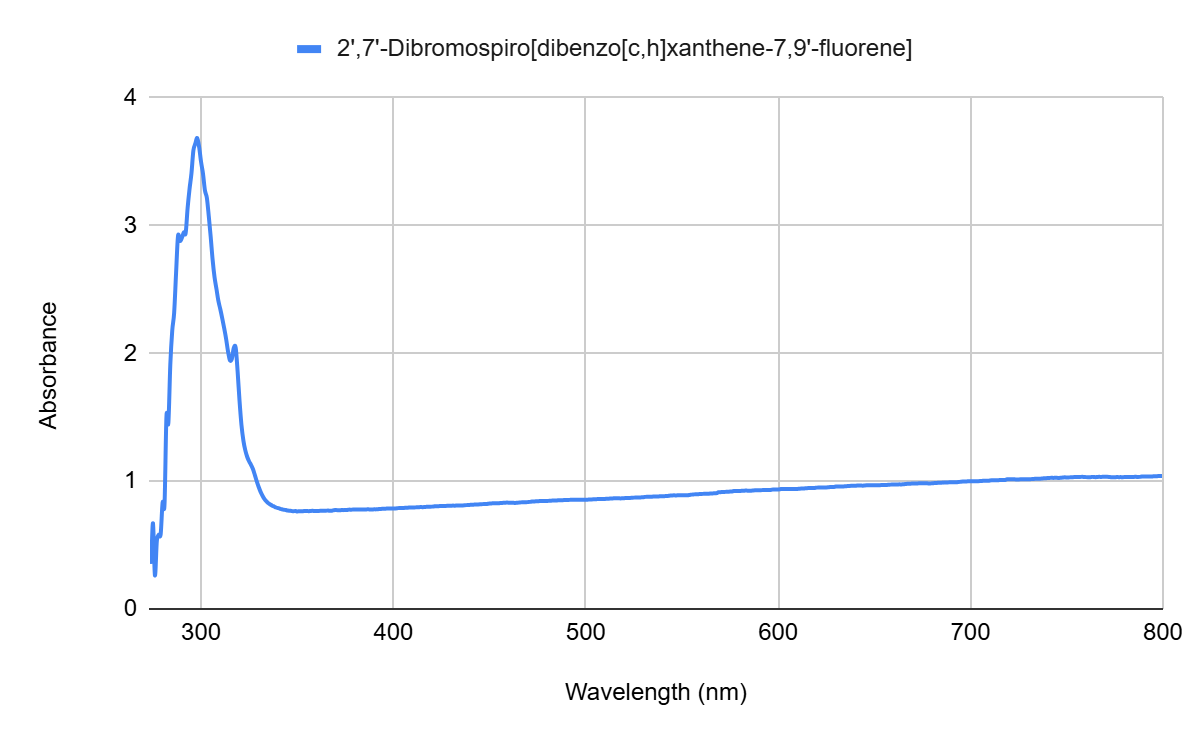 2',7'-Dibromospiro[dibenzo[c,h]xanthene-7,9'-fluorene]
4
3
2
1
0
Absorbance
300 400 500 600 700 800
Wavelength (nm)